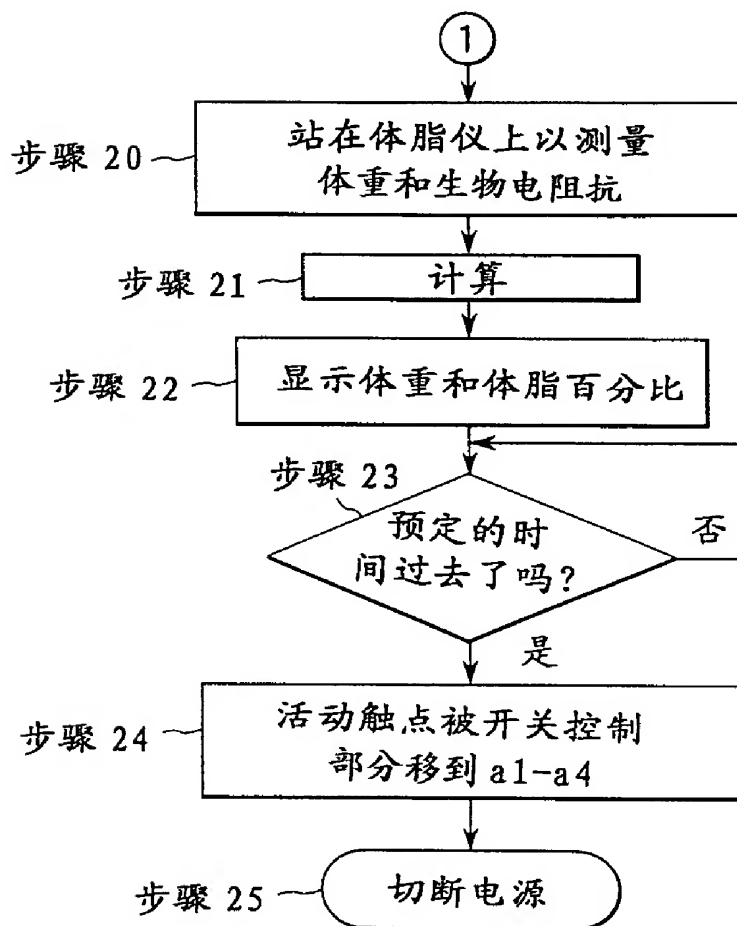 1
步骤 20
站在体脂仪上以测量
体重和生物电阻抗
步骤 21
计算
步骤 22
显示体重和体脂百分比
步骤 23
预定的时
间过去了吗?
否
是
步骤 24
活动触点被开关控制
部分移到 a1-a4
步骤 25
切断电源